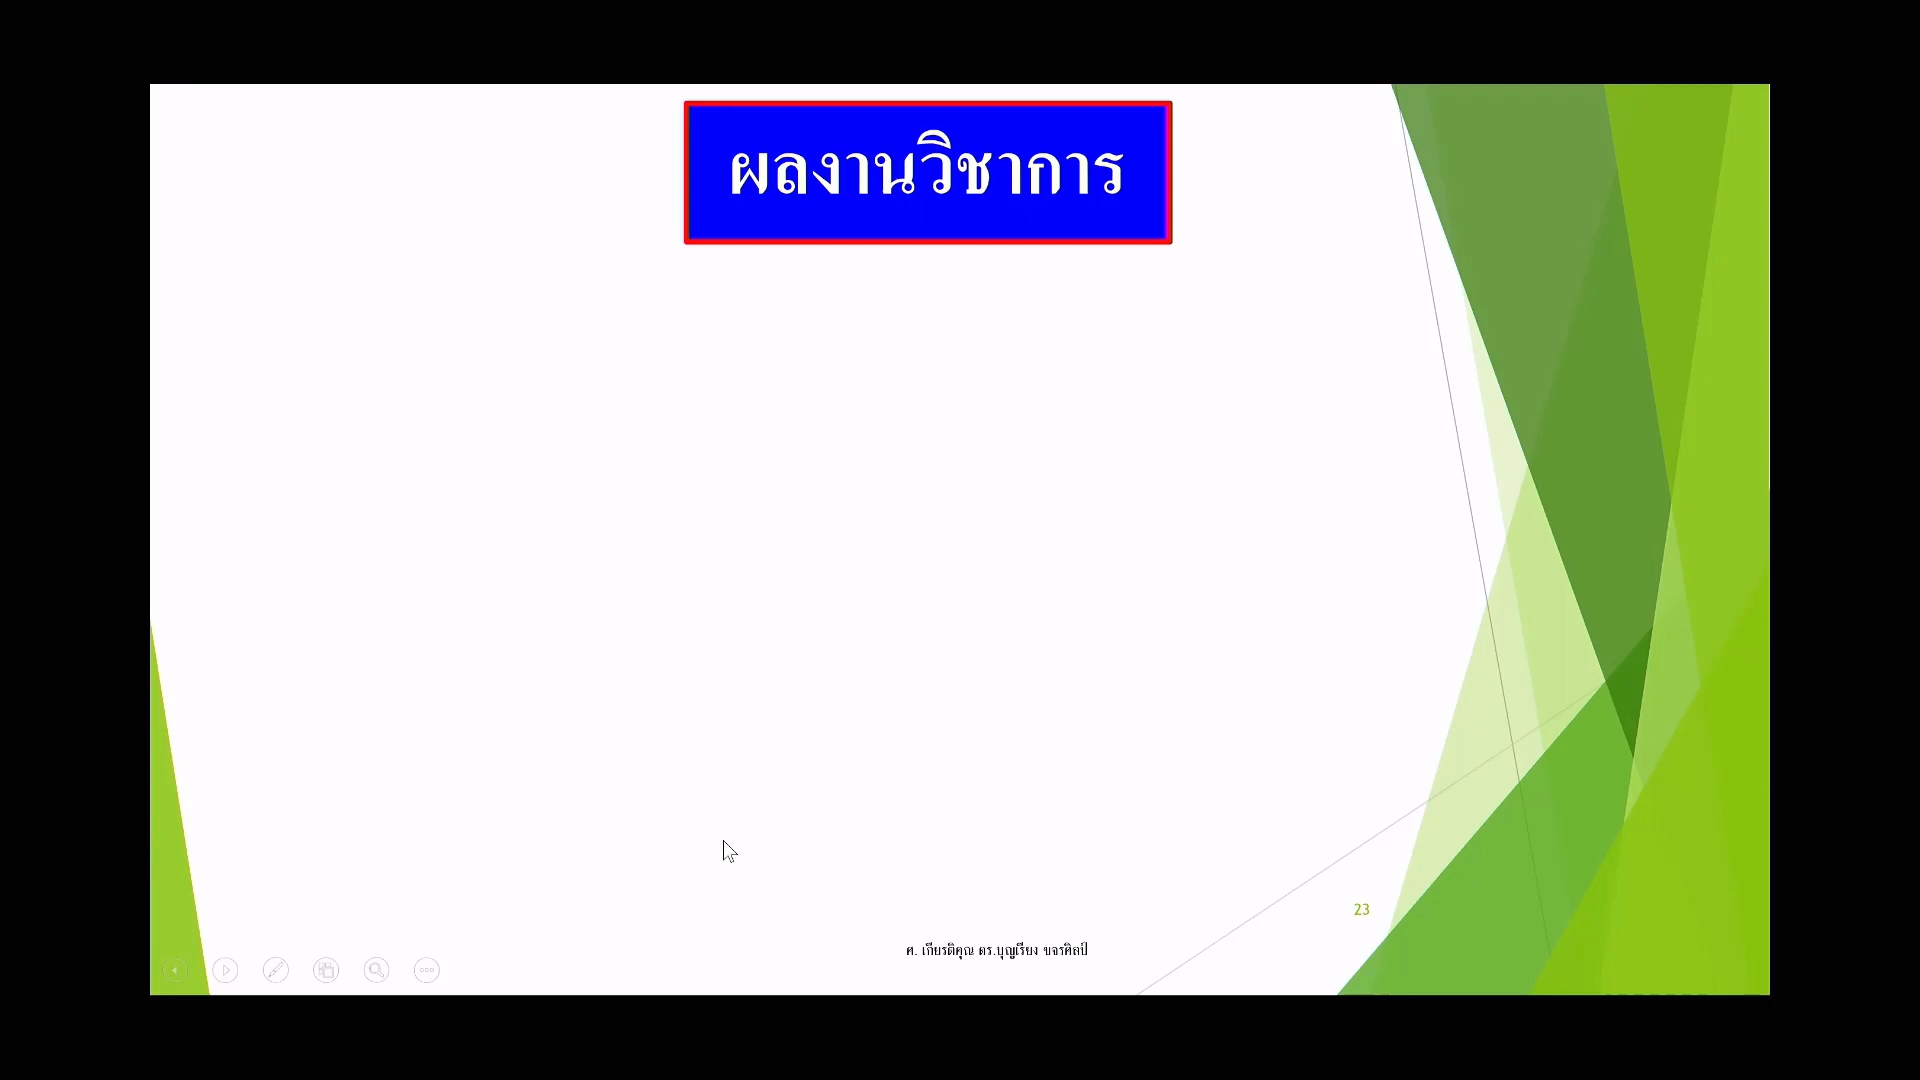 ผลงานวิชาการ
23
ศ. เกียรติคุณ ดร.บุญเรียง ขจรศิลป์